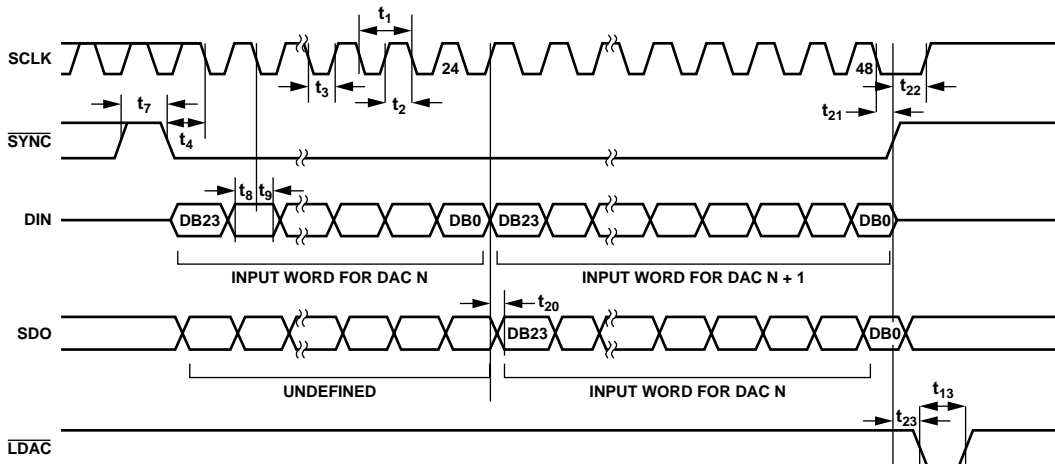 t1
SCLK
24
48
t3
t2
t22
t7
t21
SYNC
t4
t8 t9
DIN
DB23
DB0
DB23
DB0
INPUT WORD FOR DAC N
INPUT WORD FOR DAC N + 1
t20
SDO
DB23
DB0
UNDEFINED
INPUT WORD FOR DAC N
t13
t23
LDAC